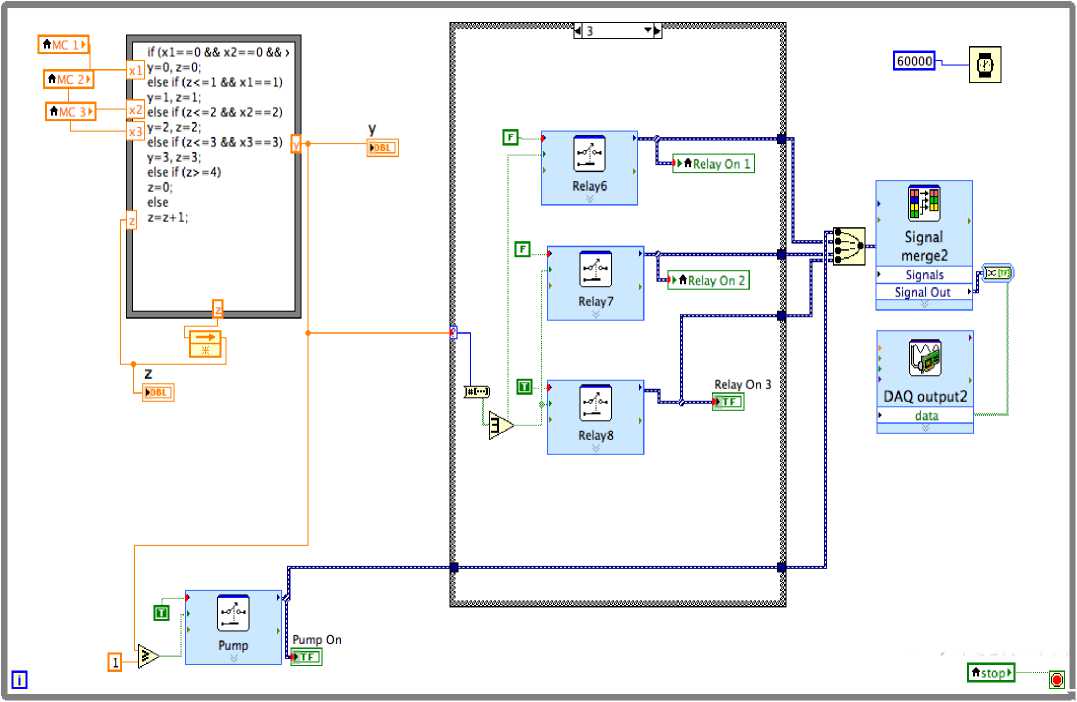 3
MC 1
MC 2
MC 3
x1
x2
x3
if (x1==0 && x2==0 &&
y=0, z=0;
else if (z<=1 && x1==1)
y=1, z=1;
else if (z<=2 && x2==2)
y=2, z=2;
else if (z<=3 && x3==3)
y=3, z=3;
else if (z>=4)
z=0;
else
z=z+1;
y
z
z
y
DBL
z
DBL
60000
F
Relay6
Relay On 1
F
Relay7
Relay On 2
T
Relay8
Relay On 3
TF
Signal
merge2
Signals
Signal Out
TF
DAQ output2
data
T
Pump
Pump On
TF
1
i
stop